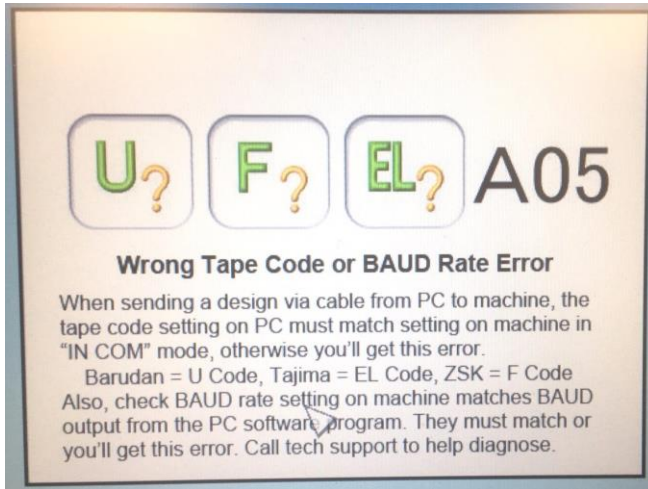 U? F? EL? A05
Wrong Tape Code or BAUD Rate Error
When sending a design via cable from PC to machine, the
tape code setting on PC must match setting on machine in
“IN COM” mode, otherwise you'll get this error.
Barudan = U Code, Tajima = EL Code, ZSK = F Code
Also, check BAUD rate setting on machine matches BAUD
output from the PC software program. They must match or
you'll get this error. Call tech support to help diagnose.